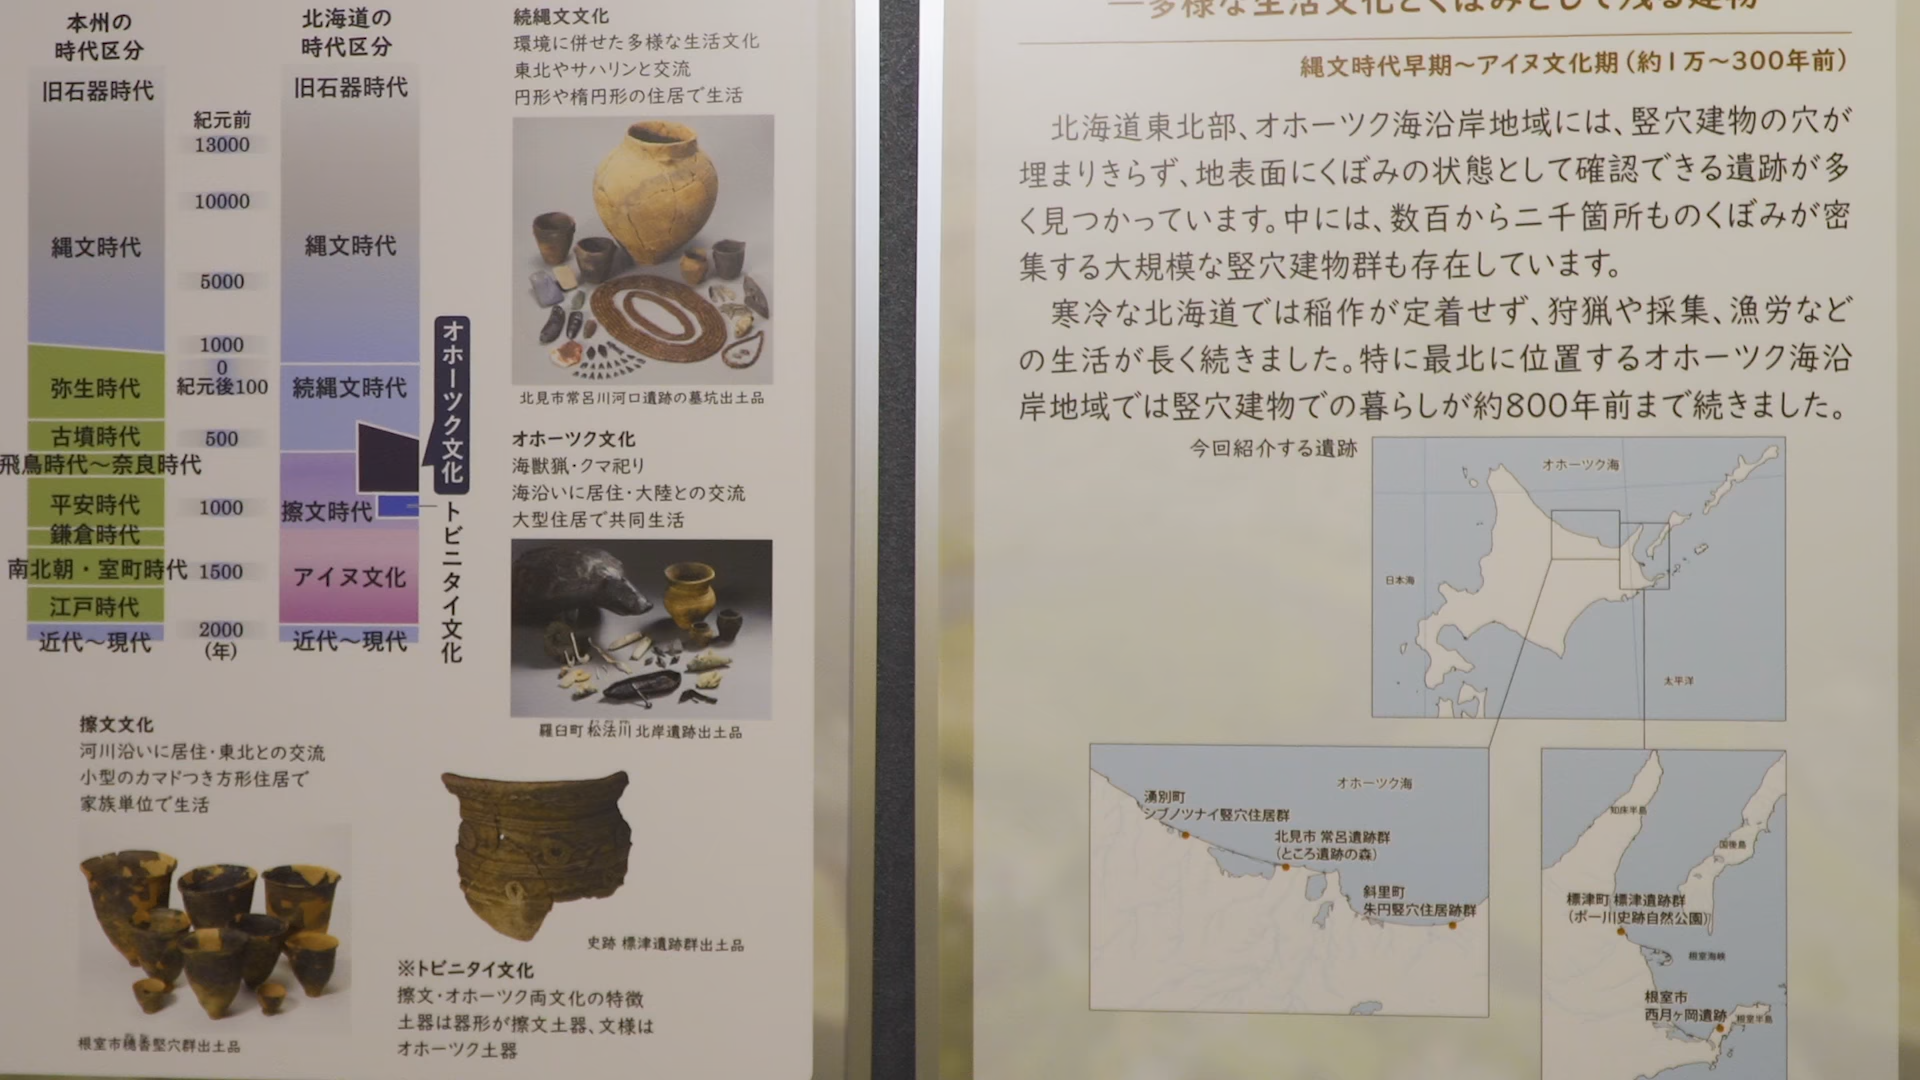 本州の
時代区分
旧石器時代
縄文時代
弥生時代
古墳時代
飛鳥時代～奈良時代
平安時代
鎌倉時代
南北朝・室町時代
江戸時代
近代～現代
紀元前
13000
10000
5000
1000
0
紀元後100
500
1000
1500
2000
(年)
北海道の
時代区分
旧石器時代
縄文時代
続縄文時代
擦文時代
アイヌ文化
近代～現代
オホーツク文化
トビニタイ文化
続縄文文化
環境に併せた多様な生活文化
東北やサハリンと交流
円形や楕円形の住居で生活
北見市常呂川河口遺跡の墓坑出土品
オホーツク文化
海獣猟・クマ祀り
海沿いに居住・大陸との交流
大型住居で共同生活
羅臼町 松法川 北岸遺跡出土品
擦文文化
河川沿いに居住・東北との交流
小型のカマドつき方形住居で
家族単位で生活
根室市穂香竪穴群出土品
史跡 標津遺跡群出土品
※トビニタイ文化
擦文・オホーツク両文化の特徴
土器は器形が擦文土器、文様は
オホーツク土器
―多様な生活文化とくぼみとして残る建物―
縄文時代早期～アイヌ文化期（約1万～300年前）
北海道東北部、オホーツク海沿岸地域には、竪穴建物の穴が
埋まりきらず、地表面にくぼみの状態として確認できる遺跡が多
く見つかっています。中には、数百から二千箇所ものくぼみが密
集する大規模な竪穴建物群も存在しています。
寒冷な北海道では稲作が定着せず、狩猟や採集、漁労など
の生活が長く続きました。特に最北に位置するオホーツク海沿
岸地域では竪穴建物での暮らしが約800年前まで続きました。
今回紹介する遺跡
オホーツク海
日本海
太平洋
オホーツク海
湧別町
シブノツナイ竪穴住居群
北見市 常呂遺跡群
（ところ遺跡の森）
斜里町
朱円竪穴住居跡群
知床半島
国後島
標津町 標津遺跡群
（ポー川史跡自然公園）
根室海峡
根室市
西月ヶ岡遺跡
根室半島